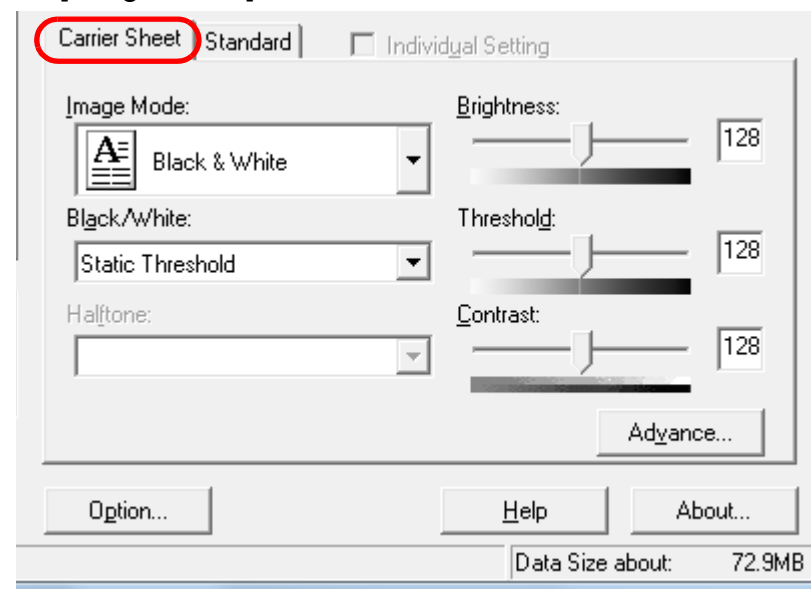 Carrier Sheet Standard Individual Setting
Image Mode: Brightness:
A Black & White 128
Black/White: Threshold:
Static Threshold 128
Halftone: Contrast:
128
Advance...
Option... Help About...
Data Size about: 72.9MB